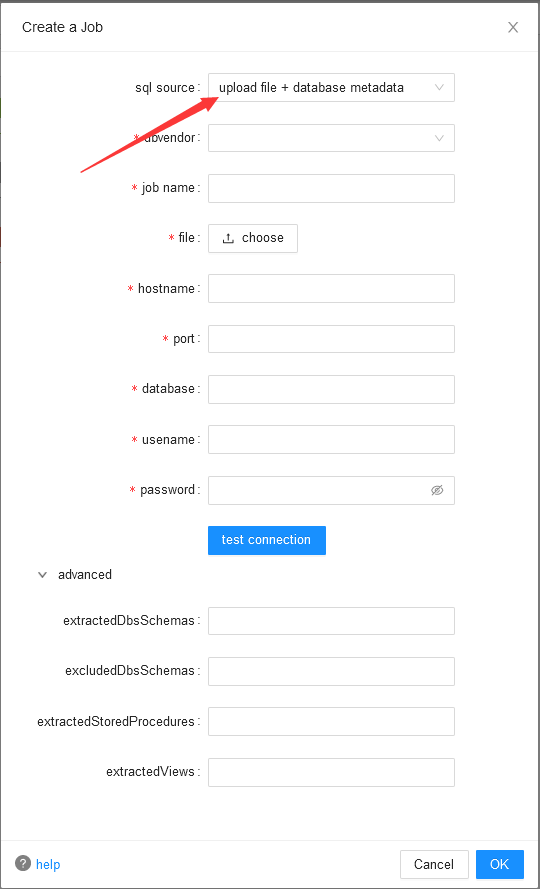 Create a Job
sql source: upload file + database metadata
* dbvendor:
* job name:
* file: choose
* hostname:
* port:
* database:
* usename:
* password:
test connection
advanced
extractedDbsSchemas:
excludedDbsSchemas:
extractedStoredProcedures:
extractedViews:
? help
Cancel OK